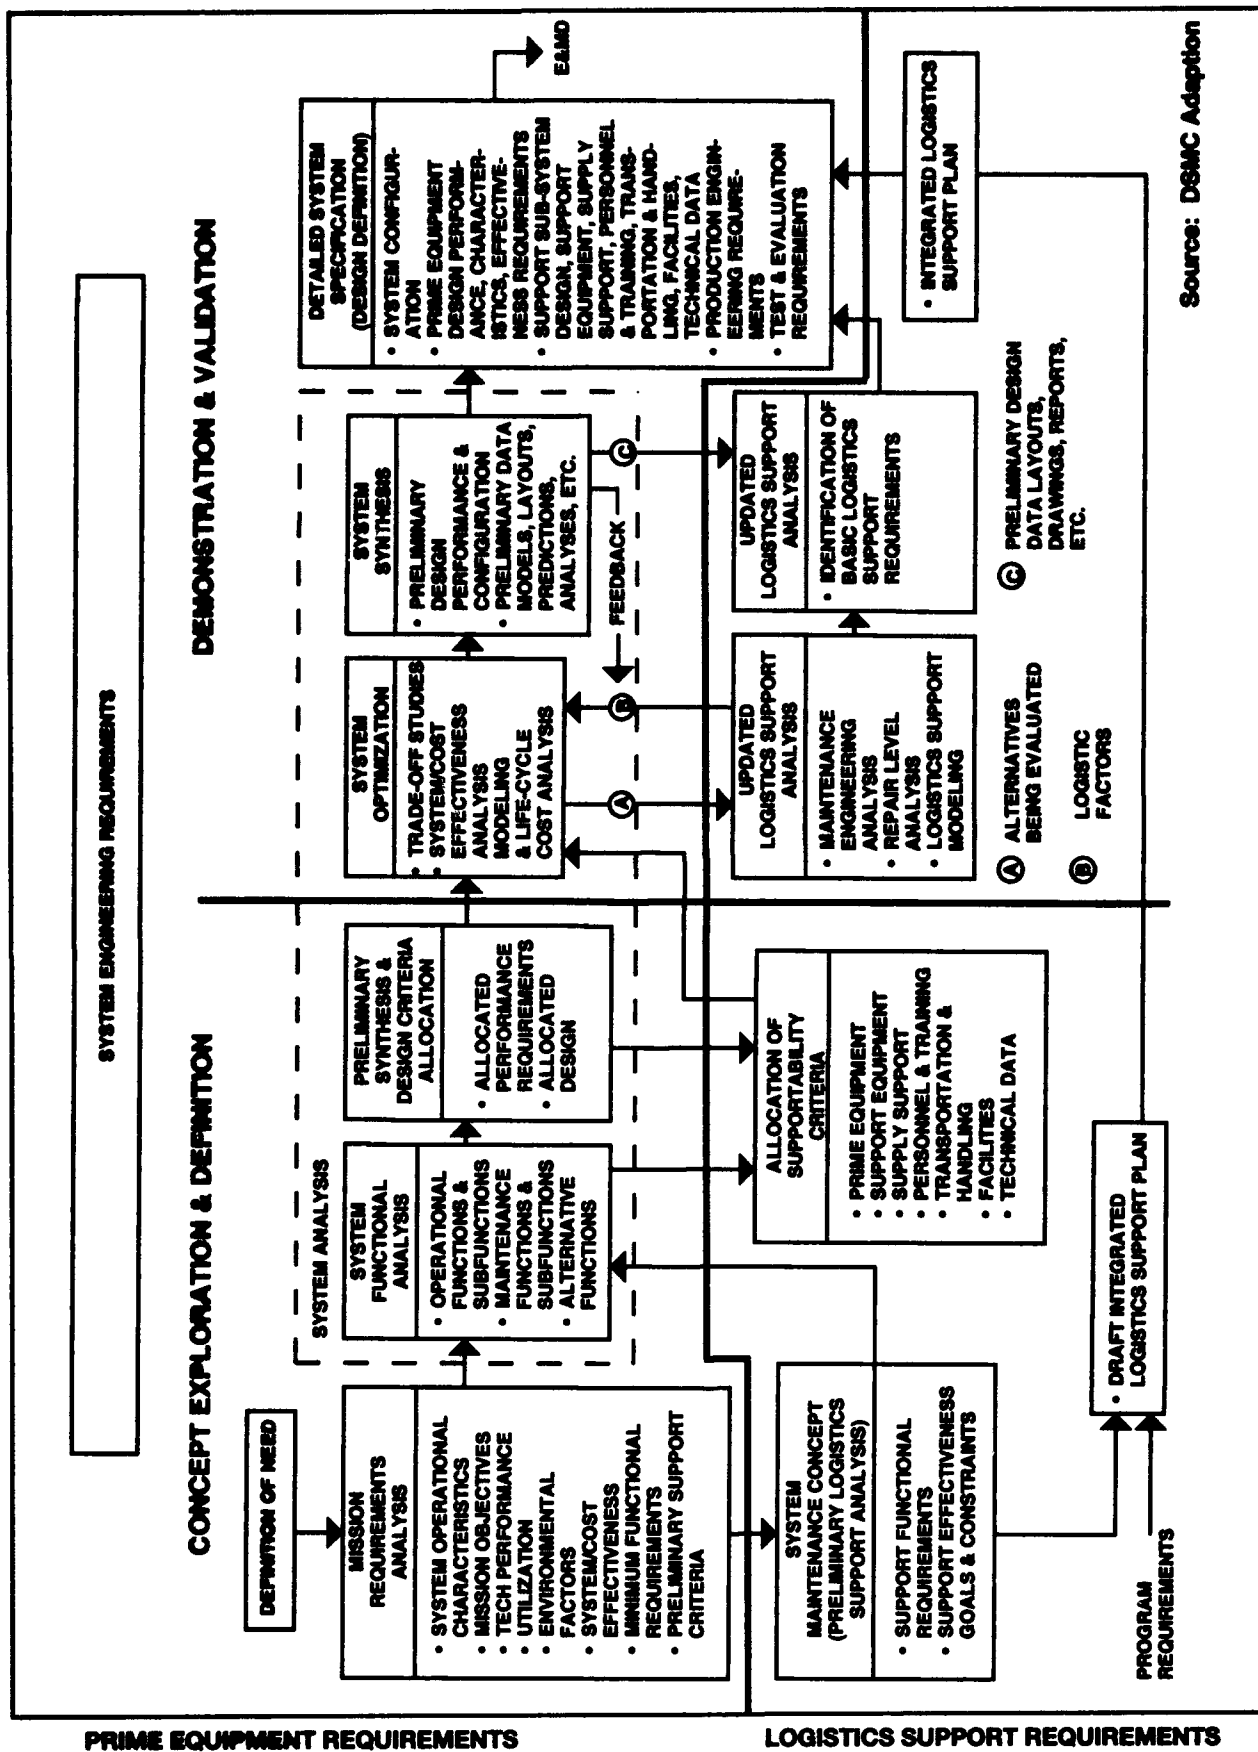 SYSTEM ENGINEERING REQUIREMENTS
CONCEPT EXPLORATION & DEFINITION
DEMONSTRATION & VALIDATION
PRIME EQUIPMENT REQUIREMENTS
DEFINITION OF NEED
MISSION
REQUIREMENTS
ANALYSIS
• SYSTEM OPERATIONAL
CHARACTERISTICS
• MISSION OBJECTIVES
• TECH PERFORMANCE
• UTILIZATION
• ENVIRONMENTAL
FACTORS
• SYSTEM/COST
EFFECTIVENESS
• MINIMUM FUNCTIONAL
REQUIREMENTS
• PRELIMINARY SUPPORT
CRITERIA
SYSTEM ANALYSIS
SYSTEM
FUNCTIONAL
ANALYSIS
• OPERATIONAL
FUNCTIONS &
SUBFUNCTIONS
• MAINTENANCE
FUNCTIONS &
SUBFUNCTIONS
• ALTERNATIVE
FUNCTIONS
PRELIMINARY
SYNTHESIS &
DESIGN CRITERIA
ALLOCATION
• ALLOCATED
PERFORMANCE
REQUIREMENTS
• ALLOCATED
DESIGN
SYSTEM
OPTIMIZATION
• TRADE-OFF STUDIES
• SYSTEM/COST
EFFECTIVENESS
ANALYSIS
MODELING
& LIFE-CYCLE
COST ANALYSIS
SYSTEM
SYNTHESIS
• PRELIMINARY
DESIGN
PERFORMANCE &
CONFIGURATION
• PRELIMINARY DATA
MODELS, LAYOUTS,
PREDICTIONS,
ANALYSES, ETC.
A
B
FEEDBACK
C
DETAILED SYSTEM
SPECIFICATION
(DESIGN DEFINITION)
• SYSTEM CONFIGUR-
ATION
• PRIME EQUIPMENT
DESIGN PERFORM-
ANCE, CHARACTER-
ISTICS, EFFECTIVE-
NESS REQUIREMENTS
• SUPPORT SUB-SYSTEM
DESIGN, SUPPORT
EQUIPMENT, SUPPLY
SUPPORT, PERSONNEL
& TRAINING, TRANS-
PORTATION & HAND-
LING, FACILITIES,
TECHNICAL DATA
• PRODUCTION ENGIN-
EERING REQUIRE-
MENTS
• TEST & EVALUATION
REQUIREMENTS
E&MD
LOGISTICS SUPPORT REQUIREMENTS
SYSTEM
MAINTENANCE CONCEPT
(PRELIMINARY LOGISTICS
SUPPORT ANALYSIS)
• SUPPORT FUNCTIONAL
REQUIREMENTS
• SUPPORT EFFECTIVENESS
GOALS & CONSTRAINTS
ALLOCATION OF
SUPPORTABILITY
CRITERIA
• PRIME EQUIPMENT
• SUPPORT EQUIPMENT
• SUPPLY SUPPORT
• PERSONNEL & TRAINING
• TRANSPORTATION &
HANDLING
• FACILITIES
• TECHNICAL DATA
UPDATED
LOGISTICS SUPPORT
ANALYSIS
• MAINTENANCE
ENGINEERING
ANALYSIS
• REPAIR LEVEL
ANALYSIS
• LOGISTICS SUPPORT
MODELING
UPDATED
LOGISTICS SUPPORT
ANALYSIS
• IDENTIFICATION OF
BASIC LOGISTICS
SUPPORT
REQUIREMENTS
• INTEGRATED LOGISTICS
SUPPORT PLAN
A ALTERNATIVES
BEING EVALUATED
B LOGISTIC
FACTORS
C PRELIMINARY DESIGN
DATA LAYOUTS,
DRAWINGS, REPORTS,
ETC.
• DRAFT INTEGRATED
LOGISTICS SUPPORT PLAN
PROGRAM
REQUIREMENTS
Source: DSMC Adaption